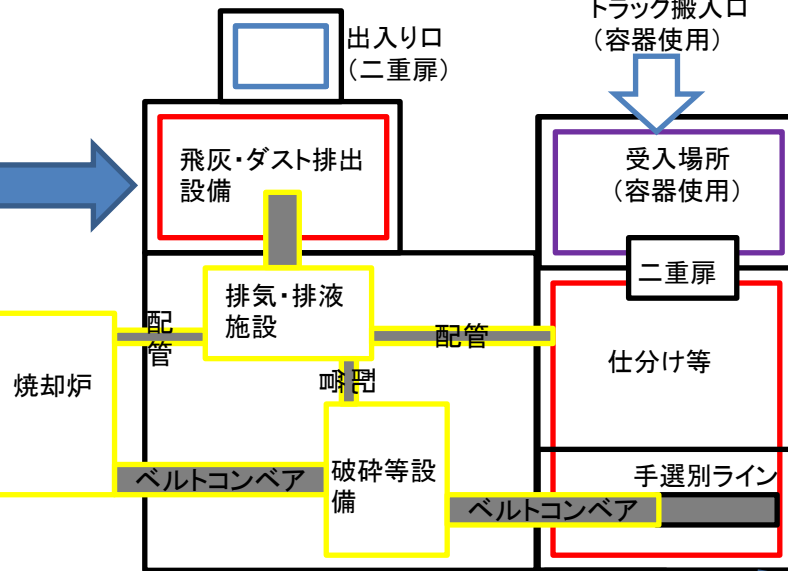 トラック搬入口
（容器使用）
出入り口
（二重扉）
飛灰・ダスト排出
設備
受入場所
（容器使用）
二重扉
排気・排液
施設
配
管
配管
仕分け等
焼却炉
配管
破砕等設
備
ベルトコンベア
手選別ライン
ベルトコンベア